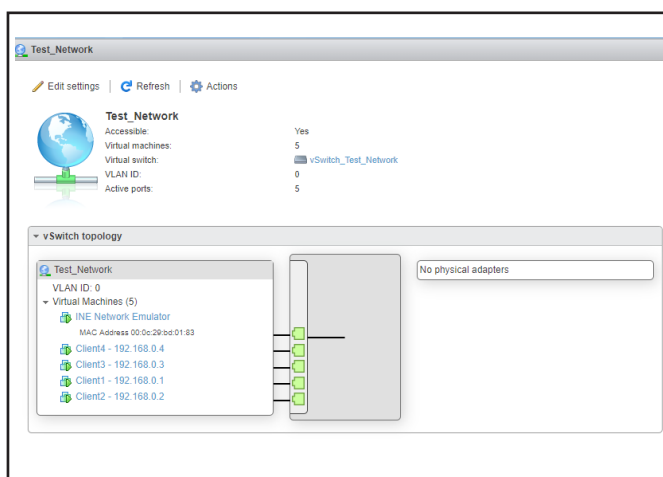 Test_Network
Edit settings | Refresh | Actions
Test_Network
Accessible: Yes
Virtual machines: 5
Virtual switch: vSwitch_Test_Network
VLAN ID: 0
Active ports: 5
vSwitch topology
Test_Network
VLAN ID: 0
Virtual Machines (5)
INE Network Emulator
MAC Address 00:0c:29:bd:01:83
Client4 - 192.168.0.4
Client3 - 192.168.0.3
Client1 - 192.168.0.1
Client2 - 192.168.0.2
No physical adapters